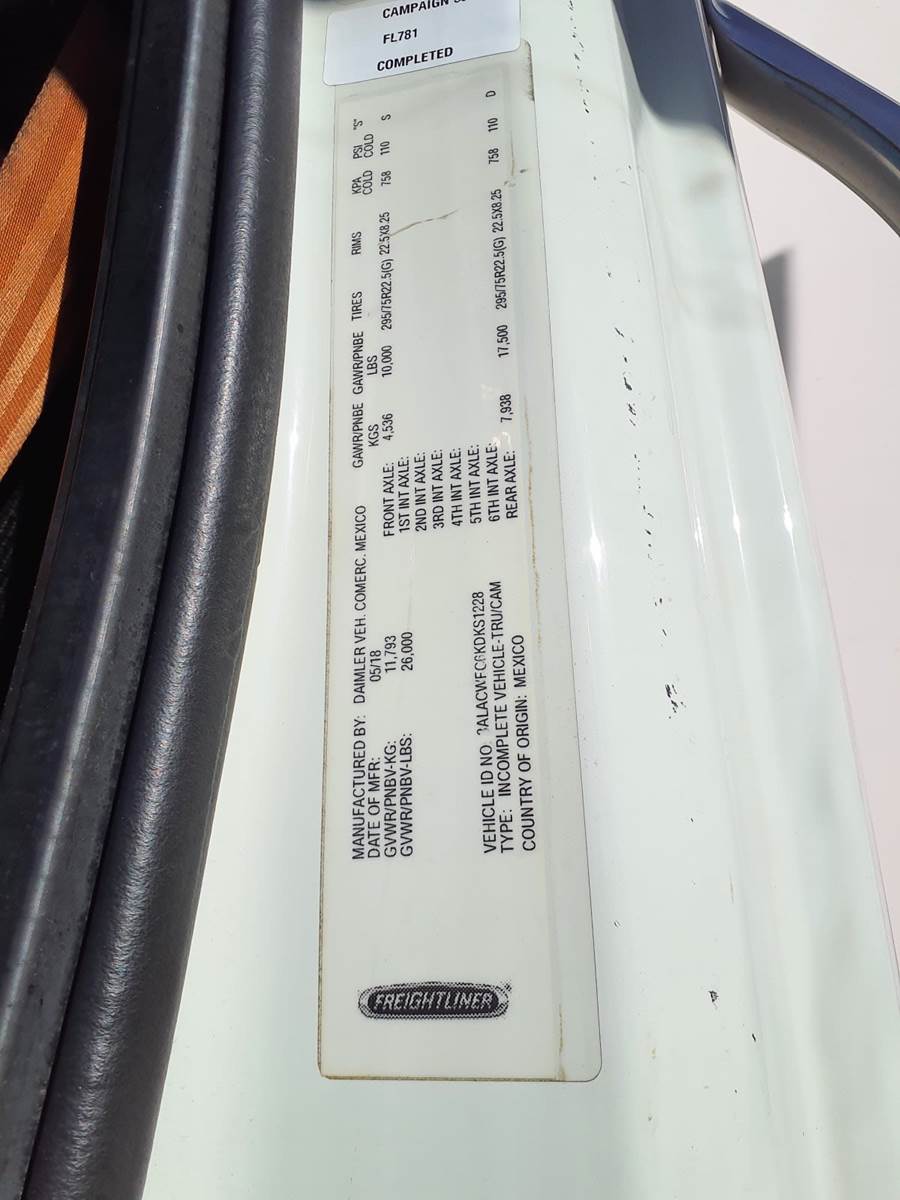 CAMPAIGN
FL781
COMPLETED
MANUFACTURED BY: DAIMLER VEH. COMERC. MEXICO
DATE OF MFR: 05/18
GVWR/PNBV-KG: 11,793
GVWR/PNBV-LBS: 26,000
VEHICLE ID NO 3ALACWFC6KDKS1228
TYPE: INCOMPLETE VEHICLE-TRU/CAM
COUNTRY OF ORIGIN: MEXICO
GAWR/PNBE GAWR/PNBE TIRES RIMS KPA PSI "S"
KGS LBS COLD COLD
FRONT AXLE: 4,536 10,000 295/75R22.5(G) 22.5X8.25 758 110 S
1ST INT AXLE:
2ND INT AXLE:
3RD INT AXLE:
4TH INT AXLE:
5TH INT AXLE:
6TH INT AXLE:
REAR AXLE: 7,938 17,500 295/75R22.5(G) 22.5X8.25 758 110 D
FREIGHTLINER